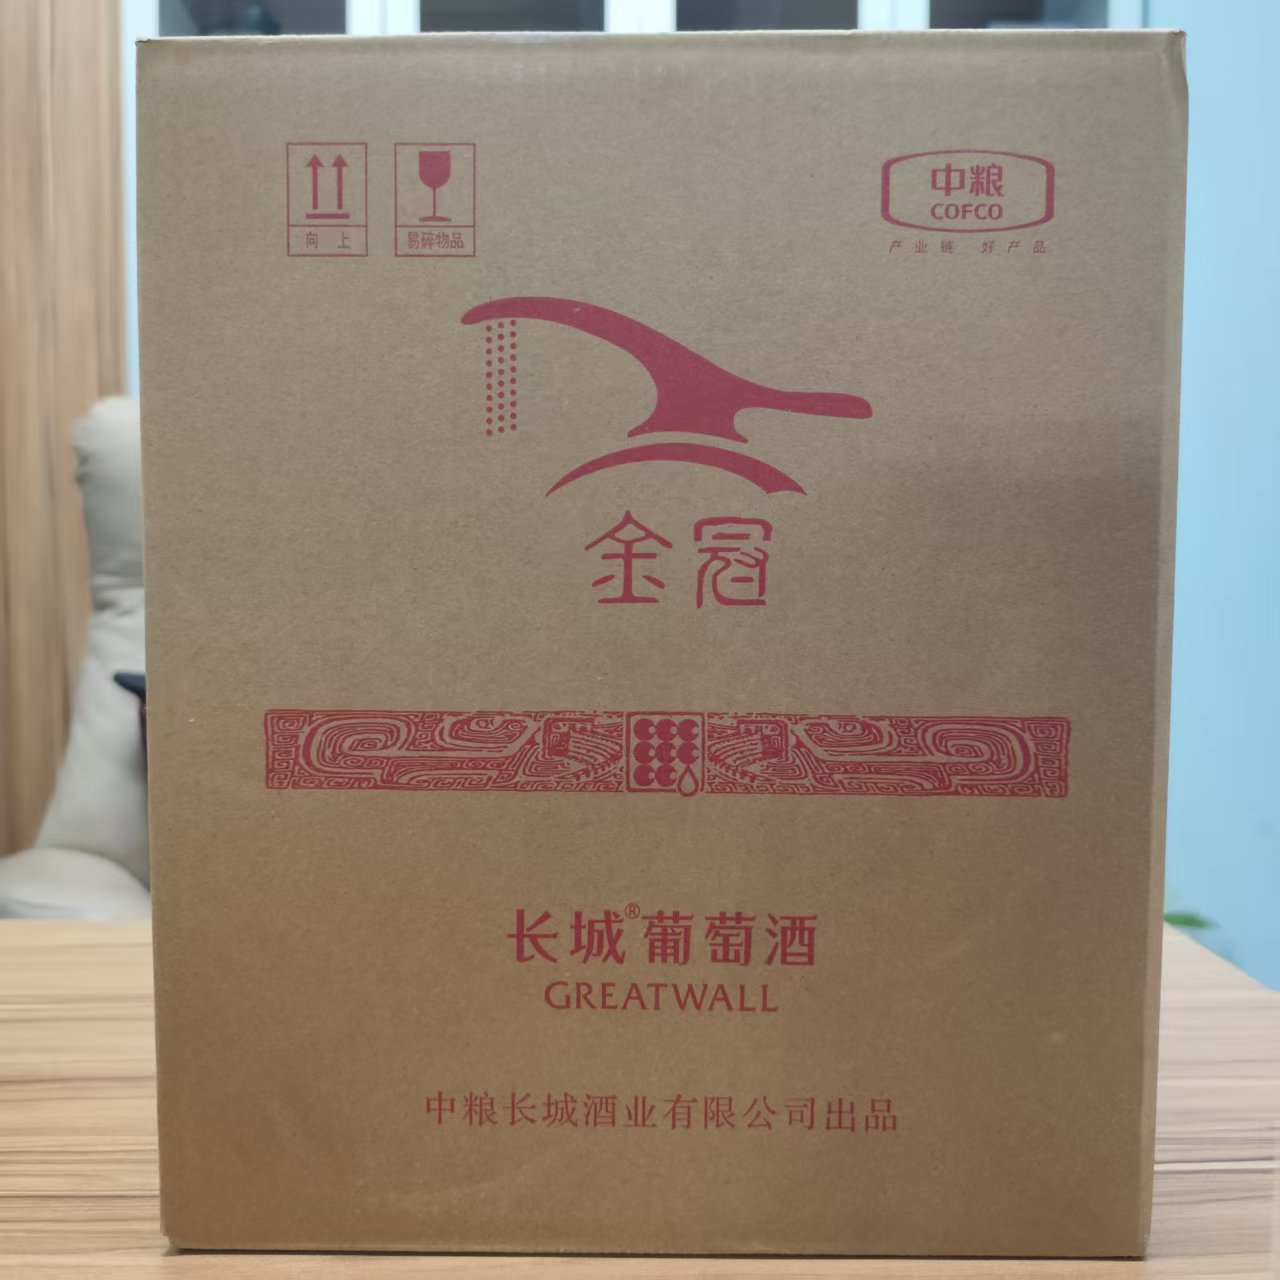 向 上
易碎物品
中粮
COFCO
产业链 好产品
金冠
长城®葡萄酒
GREATWALL
中粮长城酒业有限公司出品